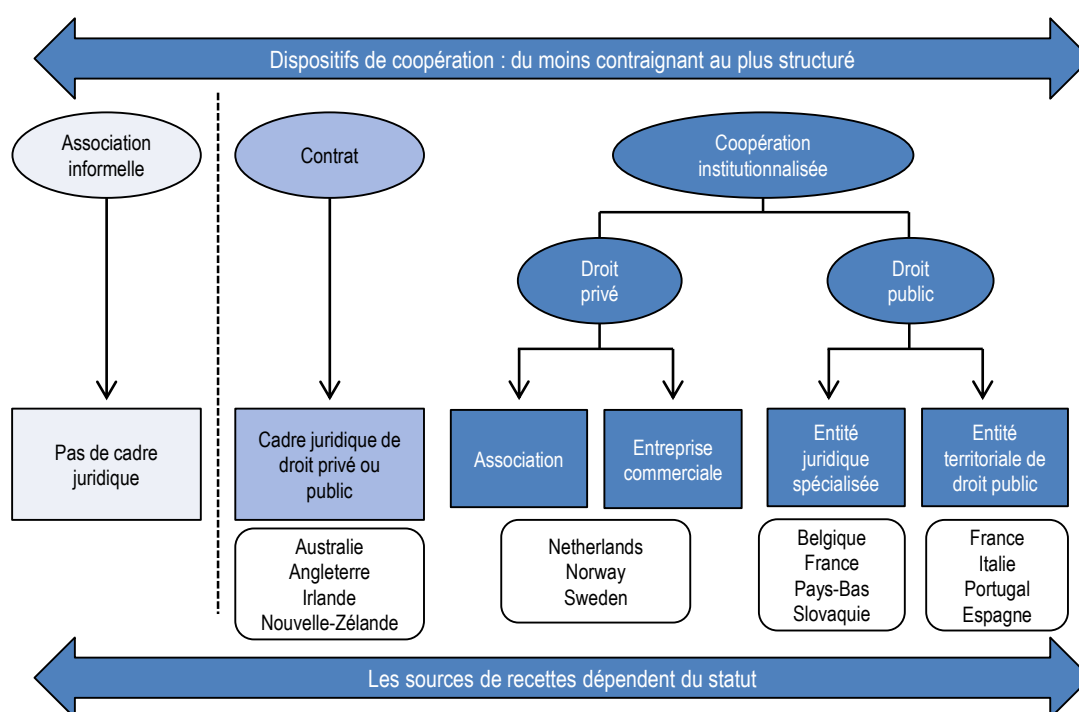 Dispositifs de coopération : du moins contraignant au plus structuré
Association
informelle
Contrat
Coopération
institutionnalisée
Droit
privé
Droit
public
Pas de cadre
juridique
Cadre juridique de
droit privé ou
public
Association
Entreprise
commerciale
Entité
juridique
spécialisée
Entité
territoriale de
droit public
Australie
Angleterre
Irlande
Nouvelle-Zélande
Netherlands
Norway
Sweden
Belgique
France
Pays-Bas
Slovaquie
France
Italie
Portugal
Espagne
Les sources de recettes dépendent du statut